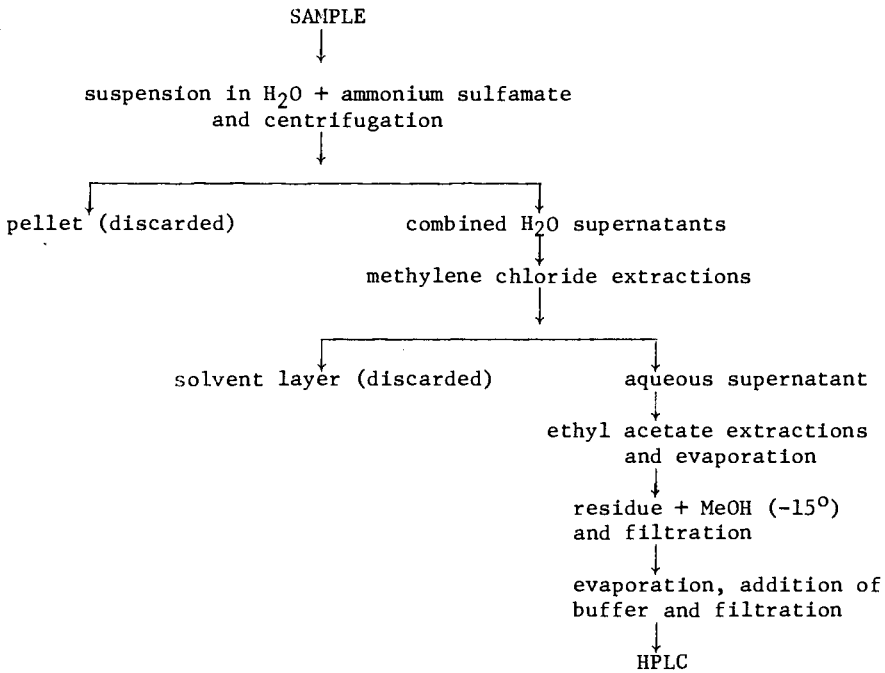 SAMPLE
suspension in H₂O + ammonium sulfamate
and centrifugation
pellet (discarded)
combined H₂O supernatants
methylene chloride extractions
solvent layer (discarded)
aqueous supernatant
ethyl acetate extractions
and evaporation
residue + MeOH (-15°)
and filtration
evaporation, addition of
buffer and filtration
HPLC